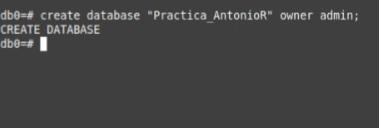 db0=# create database "Practica_AntonioR" owner admin;
CREATE DATABASE
db0=#